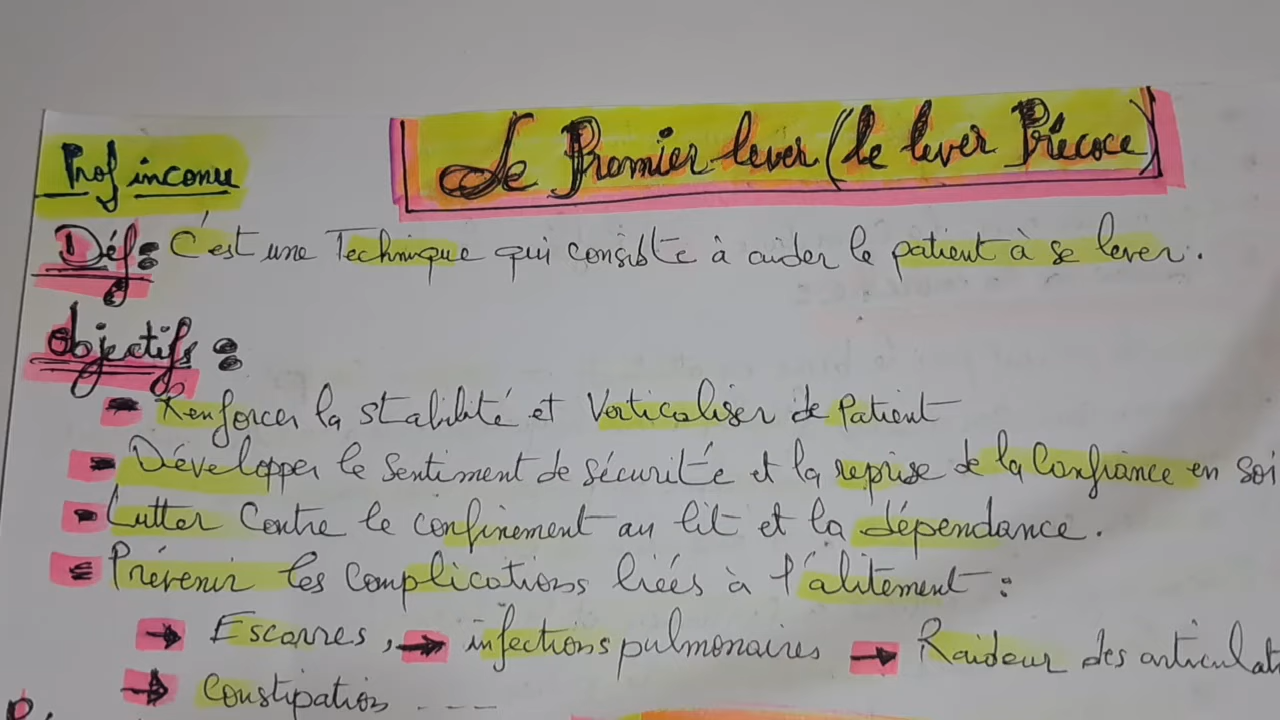 Le Premier lever (le lever Précoce)
Prof inconnu
Déf: C'est une Technique qui consiste à aider le patient à se lever.
Objectifs:
- Renforcer la stabilité et Verticaliser le Patient
- Développer le sentiment de sécurité et la reprise de la Confiance en soi
- Lutter Contre le confinement au lit et la dépendance.
- Prévenir les complications liées à l'alitement:
→ Escarres, → infections pulmonaires → Raideur des articulat
→ Constipation ----